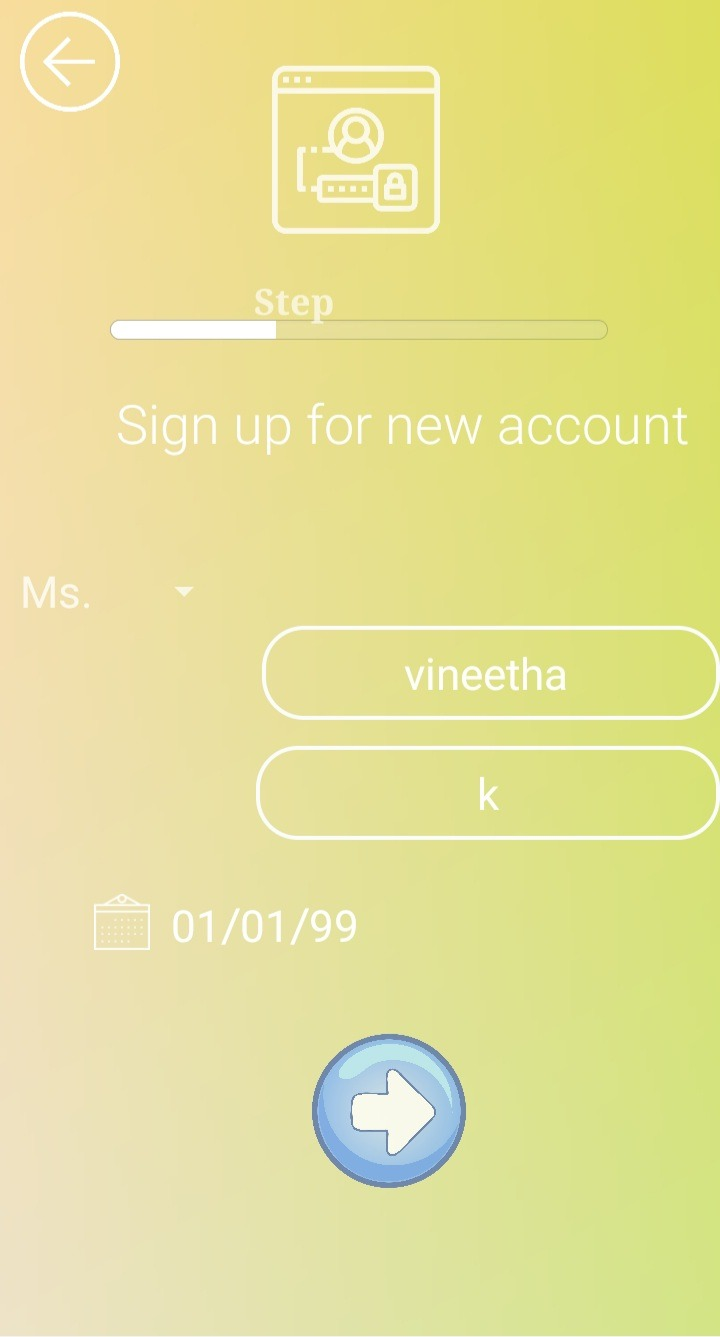 Step
Sign up for new account
Ms.
vineetha
k
01/01/99